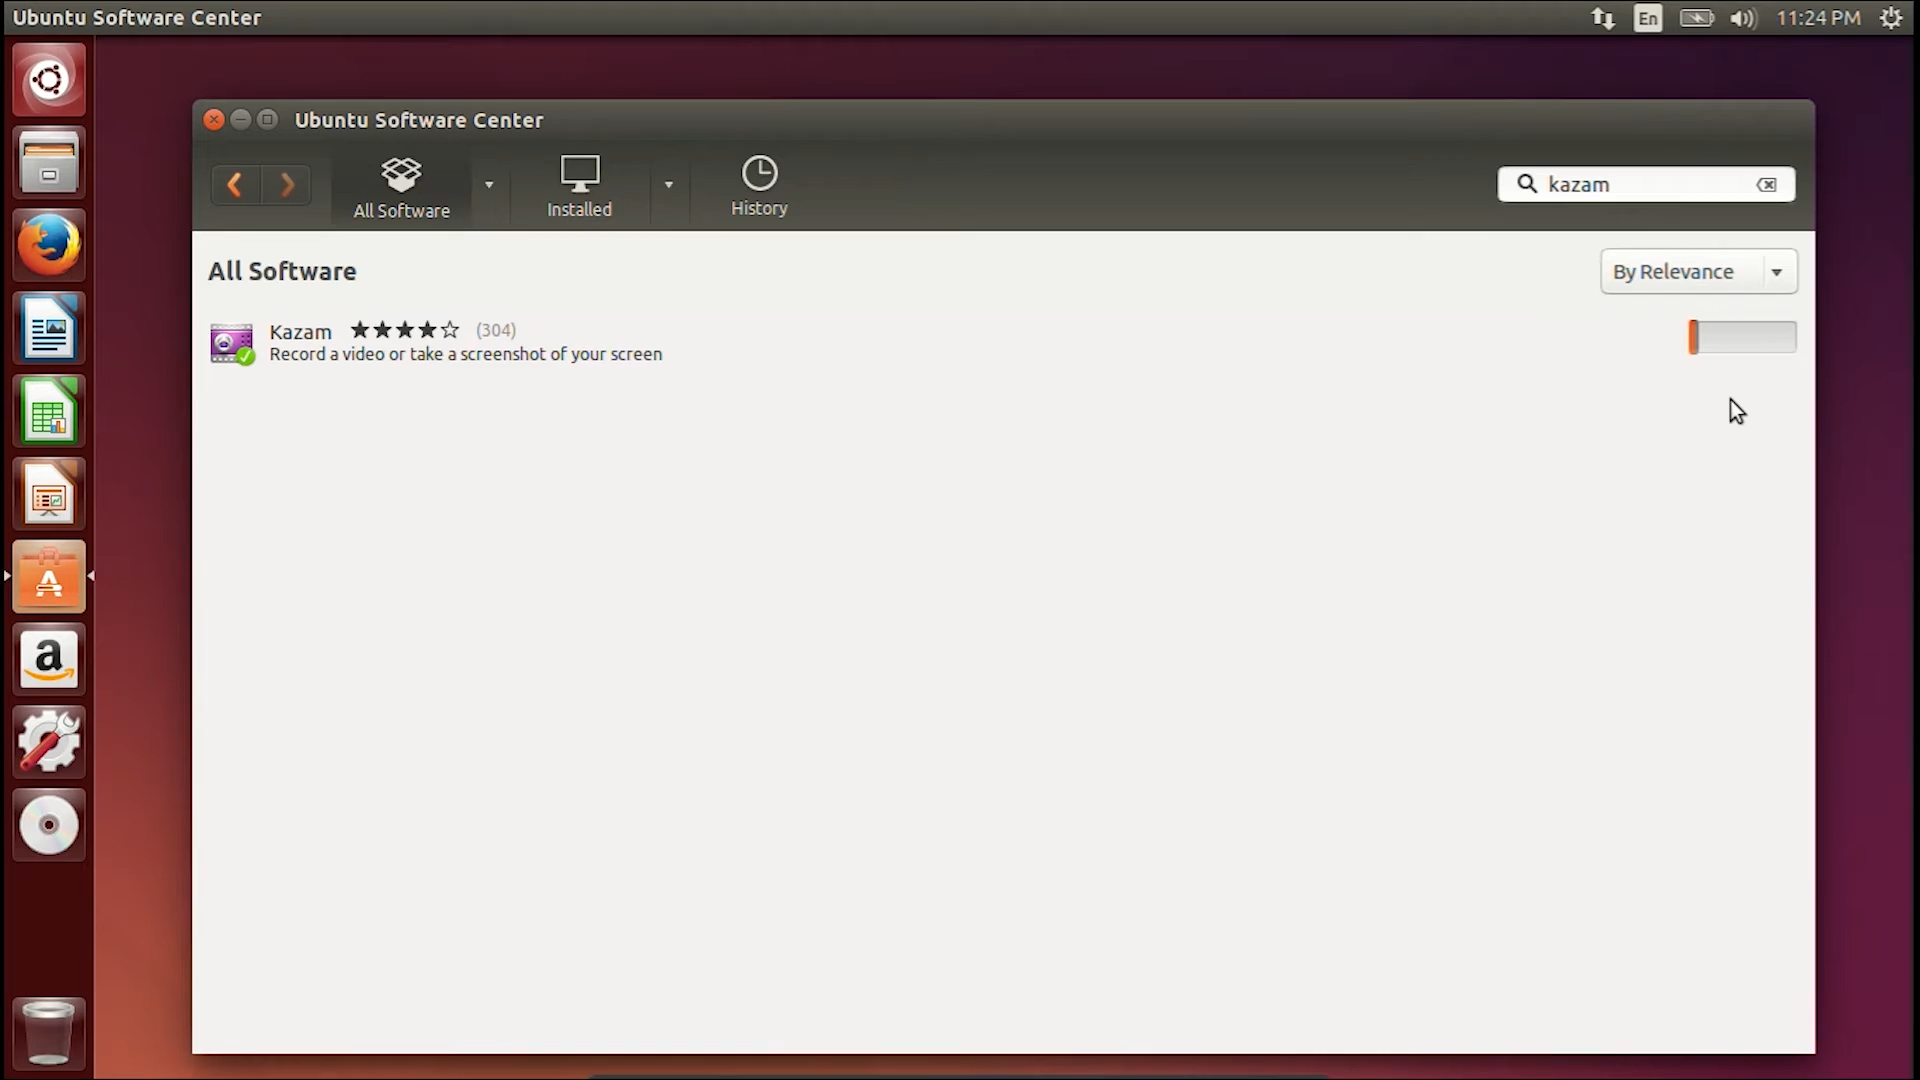 Ubuntu Software Center
En
11:24 PM
Ubuntu Software Center
All Software
Installed
History
kazam
All Software
By Relevance
Kazam (304)
Record a video or take a screenshot of your screen
a